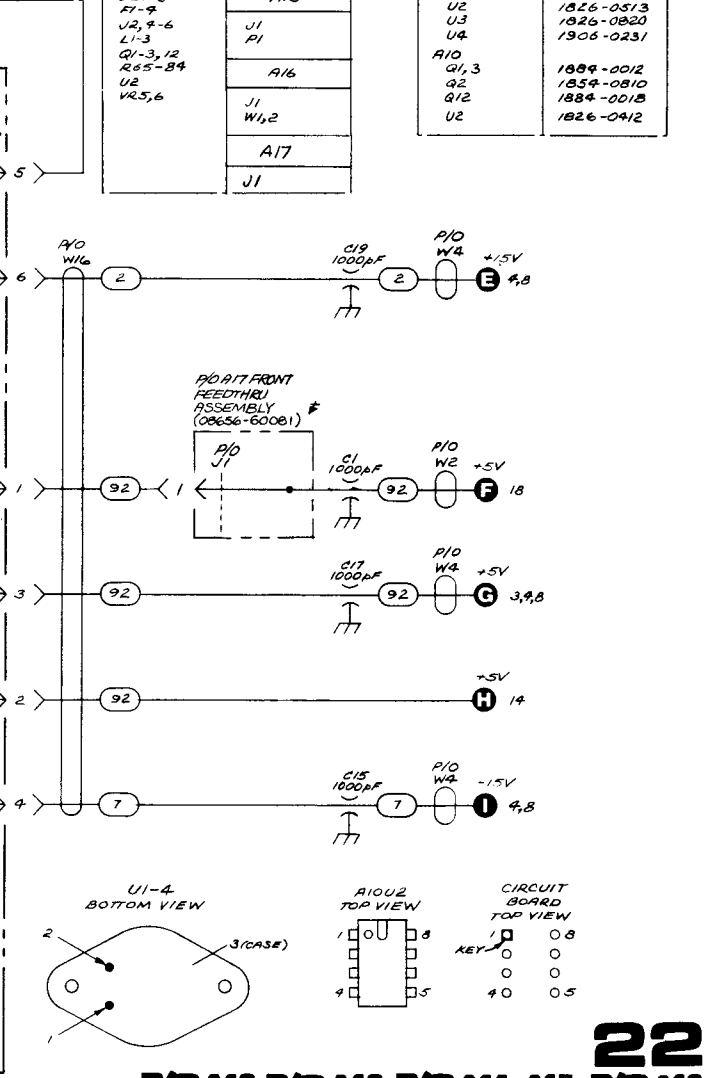 F1-4
J2, 4-6
L1-3
Q1-3, 12
R65-84
U2
VR5,6
J1
P1
A16
J1
W1,2
A17
J1
U2 1826-0513
U3 1826-0820
U4 1906-0231
A10
Q1, 3 1884-0012
Q2 1854-0810
Q12 1884-0018
U2 1826-0412
5
P/O
W16
6
2
C19
1000pF
2
P/O
W4
+15V
E 4,8
P/O A17 FRONT
FEEDTHRU
ASSEMBLY
(08656-60081)
P/O
J1
1
92
1
C1
1000pF
92
P/O
W2
+5V
F 18
3
92
C17
1000pF
92
P/O
W4
+5V
G 3,4,8
2
92
+5V
H 14
4
7
C15
1000pF
7
P/O
W4
-15V
I 4,8
U1-4
BOTTOM VIEW
2
3(CASE)
1
A10U2
TOP VIEW
1 8
4 5
CIRCUIT
BOARD
TOP VIEW
1 8
KEY
4 5
22